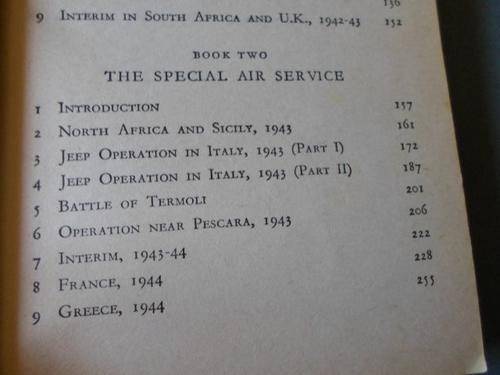 136
9 Interim in South Africa and U.K., 1942-43 152
BOOK TWO
THE SPECIAL AIR SERVICE
1 Introduction 157
2 North Africa and Sicily, 1943 161
3 Jeep Operation in Italy, 1943 (Part I) 172
4 Jeep Operation in Italy, 1943 (Part II) 187
5 Battle of Termoli 201
6 Operation near Pescara, 1943 206
7 Interim, 1943-44 222
8 France, 1944 228
9 Greece, 1944 255